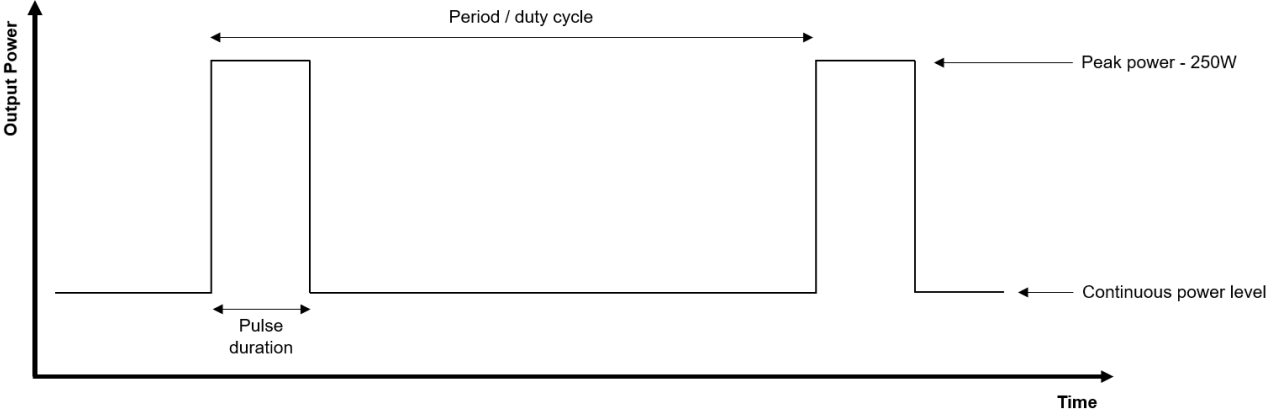 Period / duty cycle
Output Power
Peak power - 250W
Continuous power level
Pulse
duration
Time